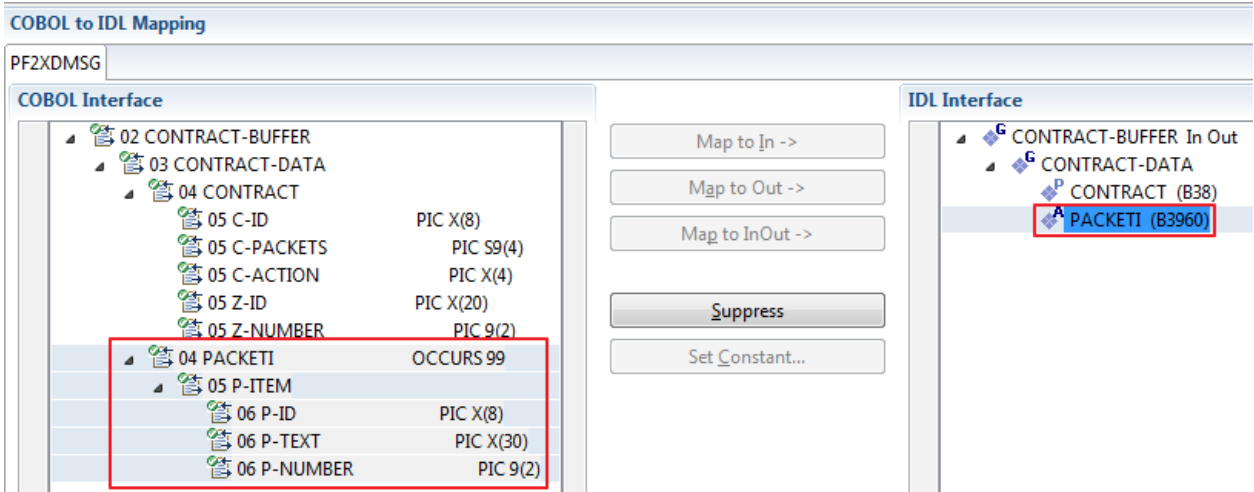 COBOL to IDL Mapping
PF2XDMSG
COBOL Interface
02 CONTRACT-BUFFER
03 CONTRACT-DATA
04 CONTRACT
05 C-ID PIC X(8)
05 C-PACKETS PIC S9(4)
05 C-ACTION PIC X(4)
05 Z-ID PIC X(20)
05 Z-NUMBER PIC 9(2)
04 PACKETI OCCURS 99
05 P-ITEM
06 P-ID PIC X(8)
06 P-TEXT PIC X(30)
06 P-NUMBER PIC 9(2)
Map to In ->
Map to Out ->
Map to InOut ->
Suppress
Set Constant...
IDL Interface
G CONTRACT-BUFFER In Out
G CONTRACT-DATA
P CONTRACT (B38)
A PACKETI (B3960)